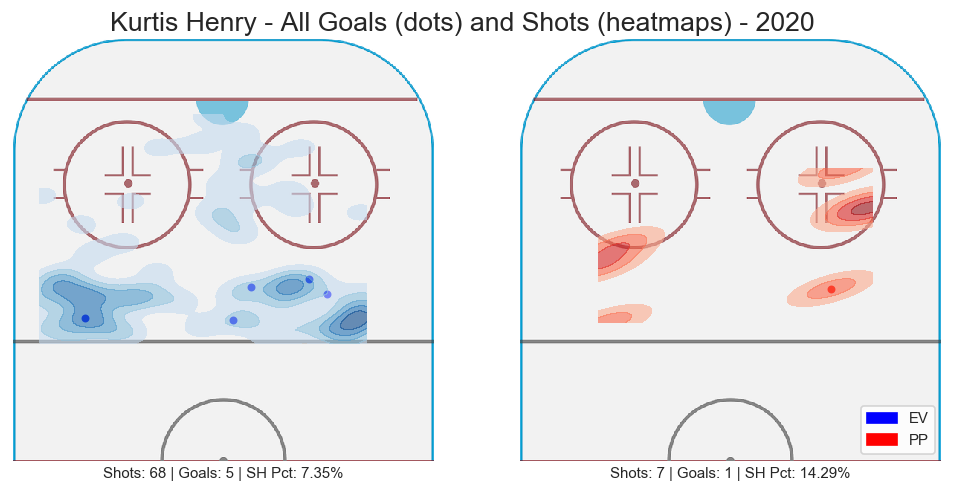 Kurtis Henry - All Goals (dots) and Shots (heatmaps) - 2020
EV
PP
Shots: 68 | Goals: 5 | SH Pct: 7.35%
Shots: 7 | Goals: 1 | SH Pct: 14.29%